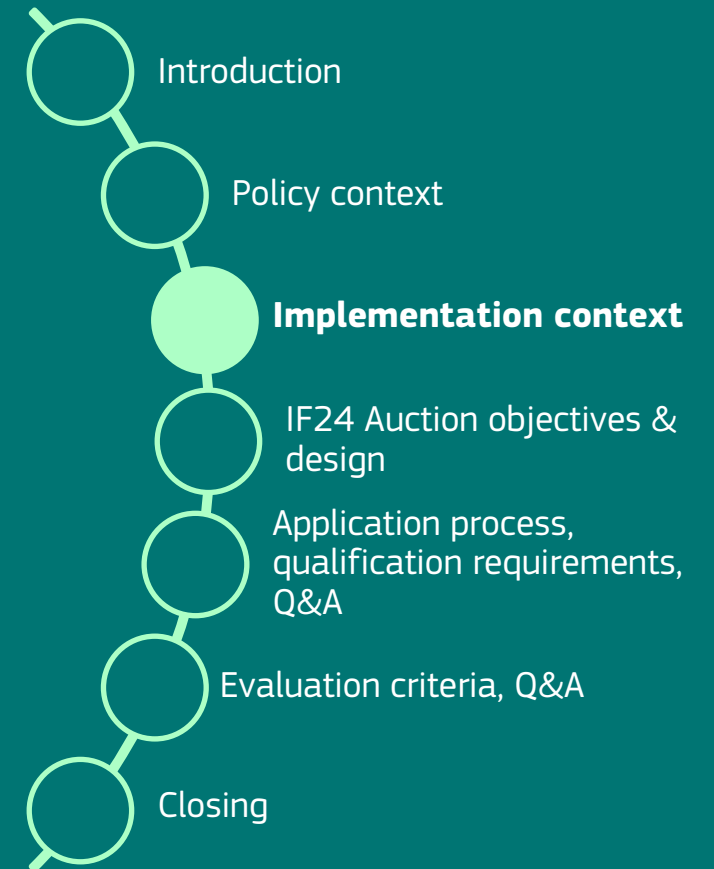 Introduction
Policy context
Implementation context
IF24 Auction objectives &
design
Application process,
qualification requirements,
Q&A
Evaluation criteria, Q&A
Closing